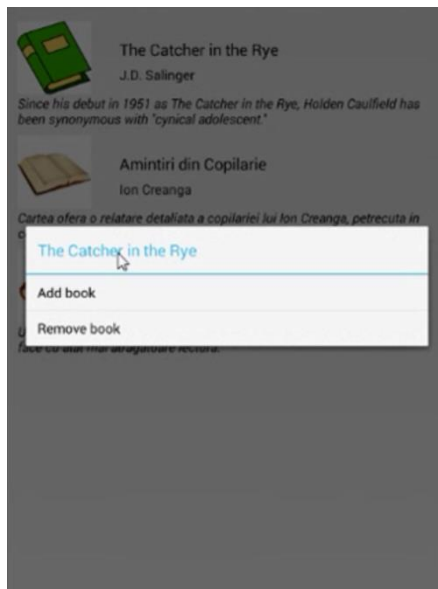 The Catcher in the Rye
J.D. Salinger
Since his debut in 1951 as The Catcher in the Rye, Holden Caulfield has
been synonymous with "cynical adolescent."
Amintiri din Copilarie
Ion Creanga
Cartea ofera o relatare detaliata a copilariei lui Ion Creanga, petrecuta in
The Catcher in the Rye
Add book
Remove book
face cu atat mai atragatoare lectura.